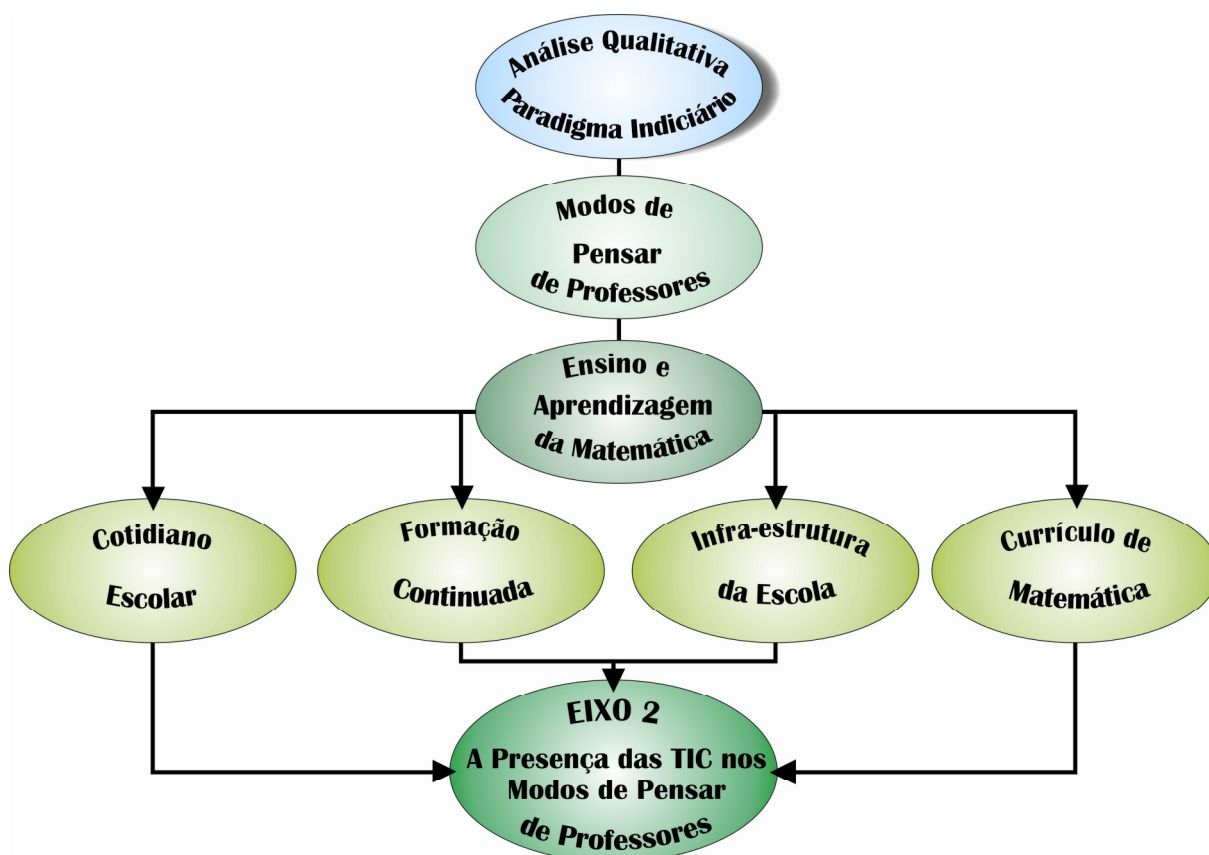 Análise Qualitativa
Paradigma Indiciário
Modos de
Pensar
de Professores
Ensino e
Aprendizagem
da Matemática
Cotidiano
Escolar
Formação
Continuada
Infra-estrutura
da Escola
Currículo de
Matemática
EIXO 2
A Presença das TIC nos
Modos de Pensar
de Professores